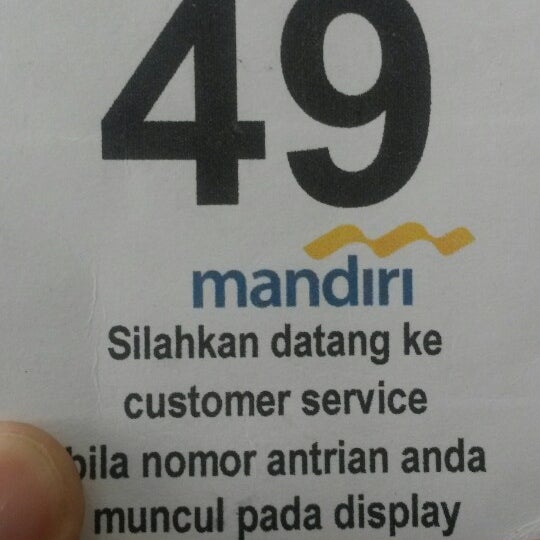 49
mandiri
Silahkan datang ke
customer service
bila nomor antrian anda
muncul pada display